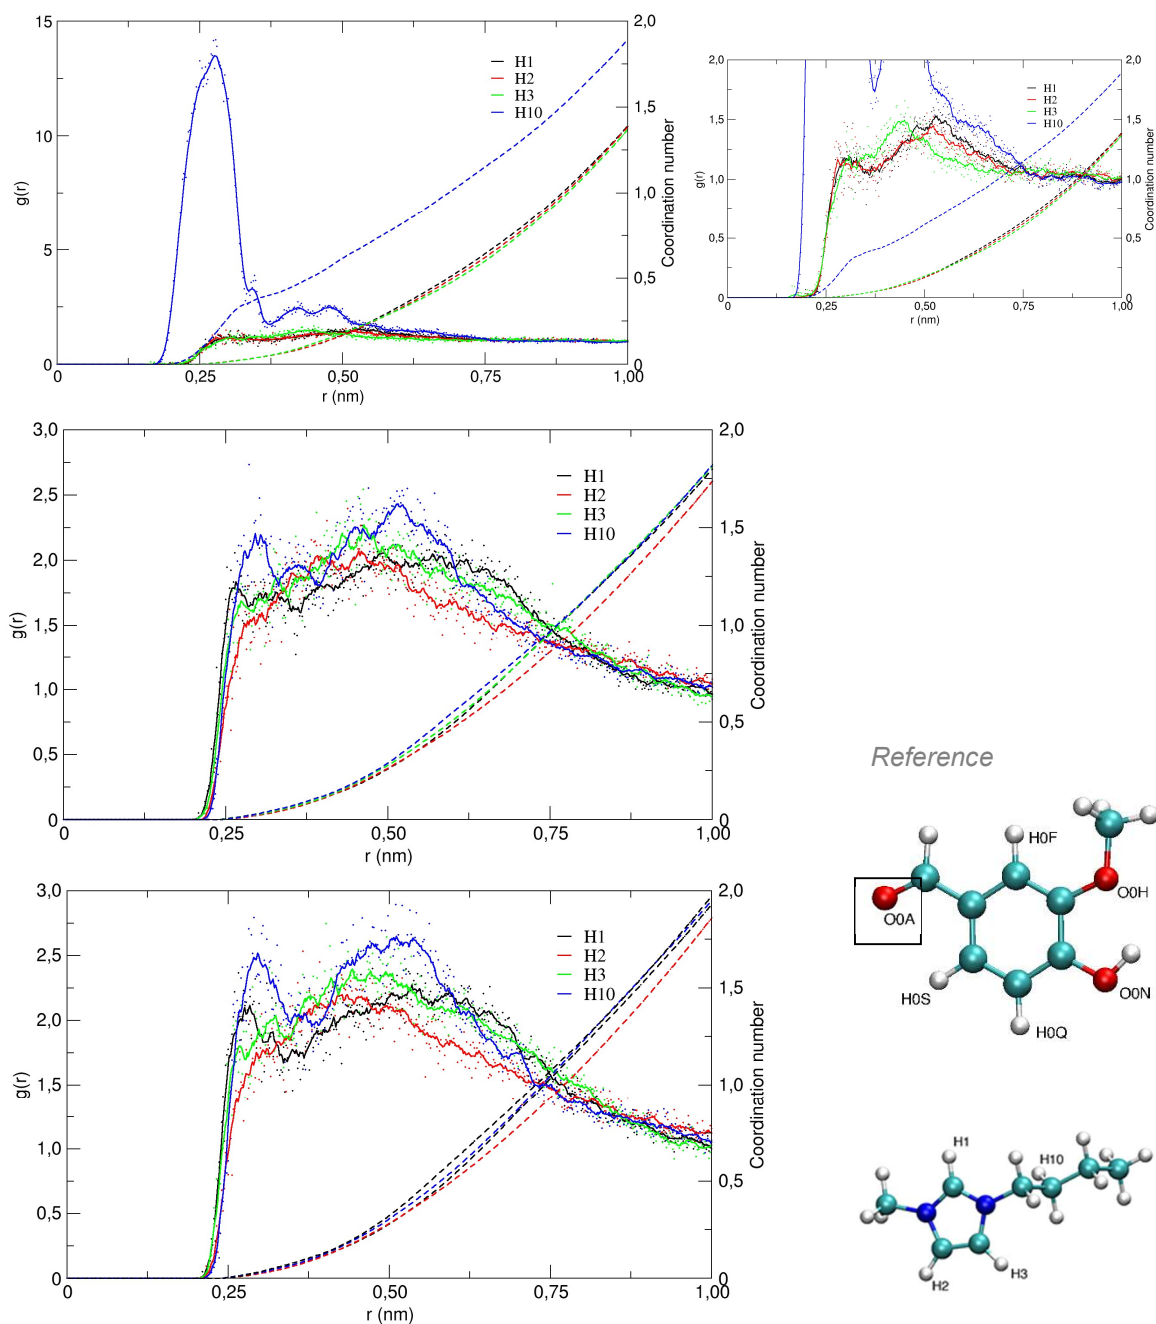 15
10
5
0
g(r)
0 0,25 0,50 0,75 1,00
r (nm)
2,0
1,5
1,0
0,5
0
Coordination number
H1
H2
H3
H10
2,0
1,5
1,0
0,5
0
g(r)
0 0,25 0,50 0,75 1,00
r (nm)
2,0
1,5
1,0
0,5
0
Coordination number
H1
H2
H3
H10
3,0
2,5
2,0
1,5
1,0
0,5
0
g(r)
0 0,25 0,50 0,75 1,00
r (nm)
2,0
1,5
1,0
0,5
0
Coordination number
H1
H2
H3
H10
3,0
2,5
2,0
1,5
1,0
0,5
0
g(r)
0 0,25 0,50 0,75 1,00
r (nm)
2,0
1,5
1,0
0,5
0
Coordination number
H1
H2
H3
H10
Reference
H0F
O0H
O0A
H0S
O0N
H0Q
H1
H10
H3
H2